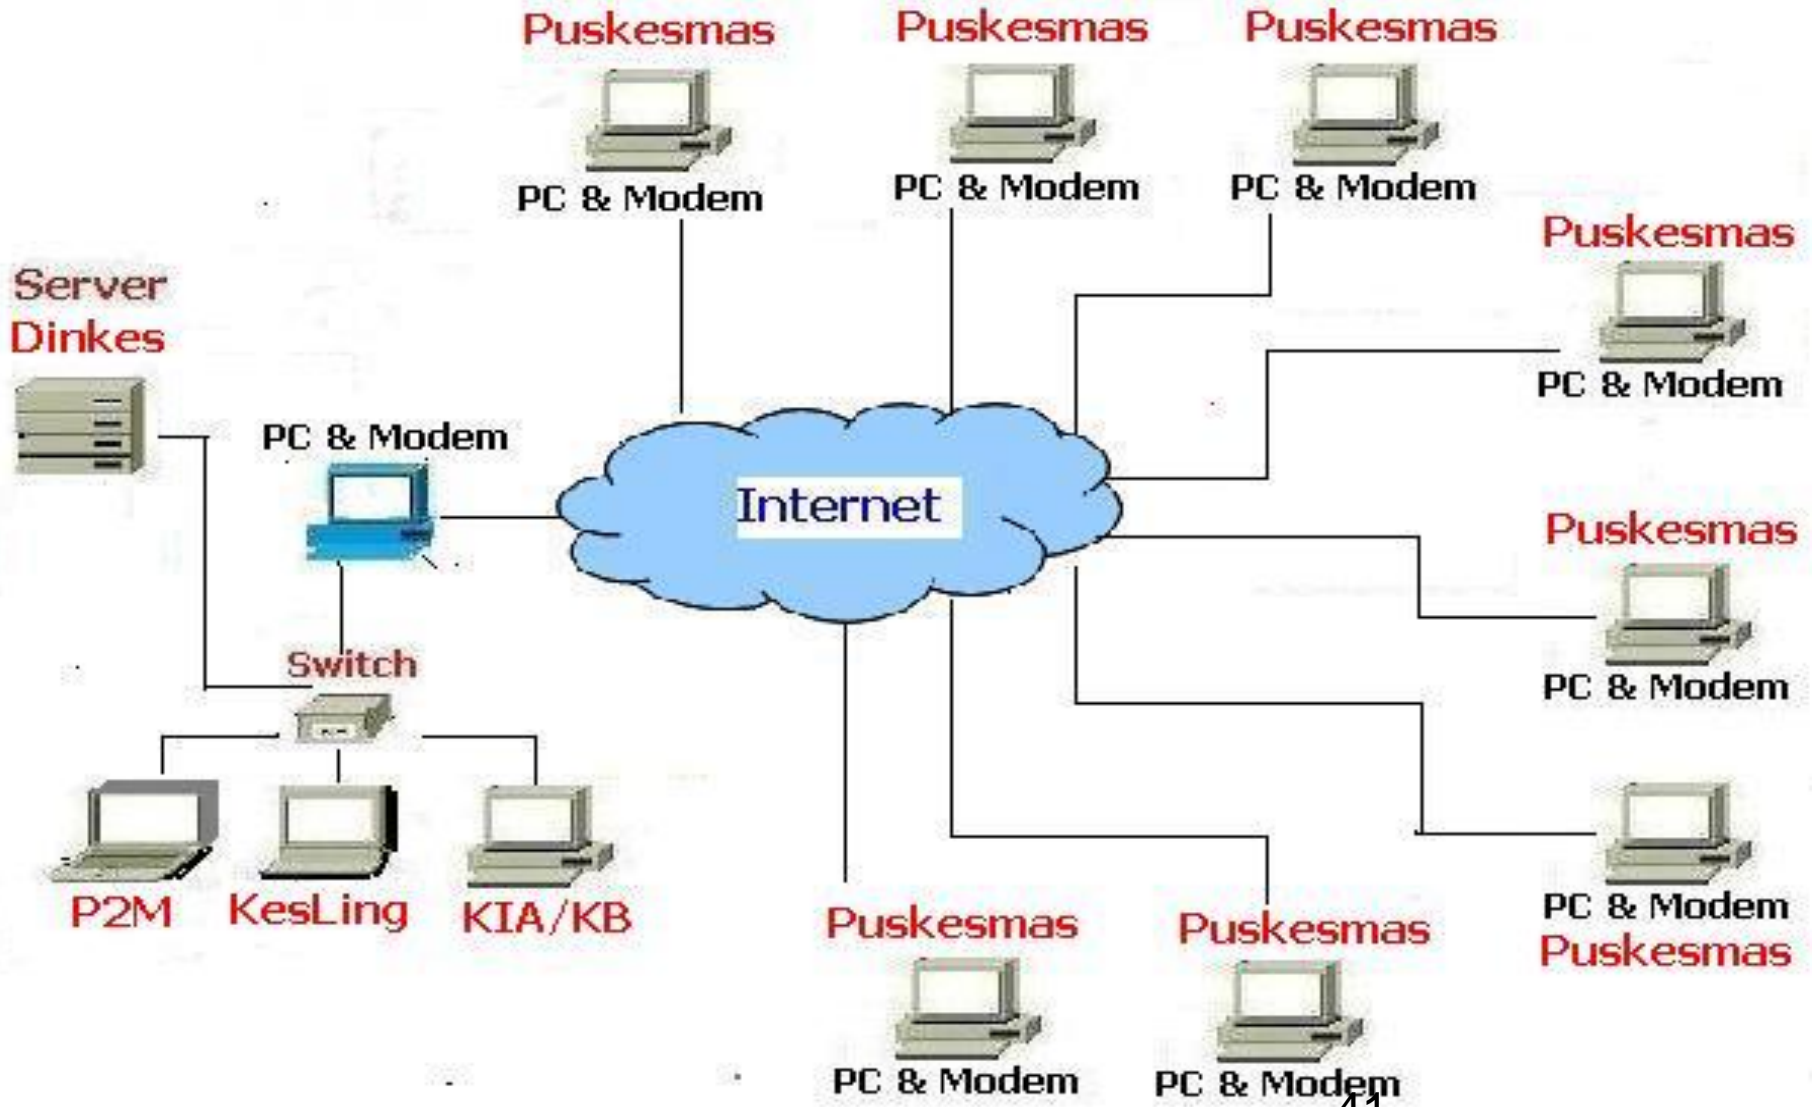 Puskesmas
Puskesmas
Puskesmas
PC & Modem
PC & Modem
PC & Modem
Puskesmas
PC & Modem
Server
Dinkes
PC & Modem
Internet
Puskesmas
PC & Modem
Switch
P2M
KesLing
KIA/KB
PC & Modem
Puskesmas
Puskesmas
PC & Modem
Puskesmas
PC & Modem
41